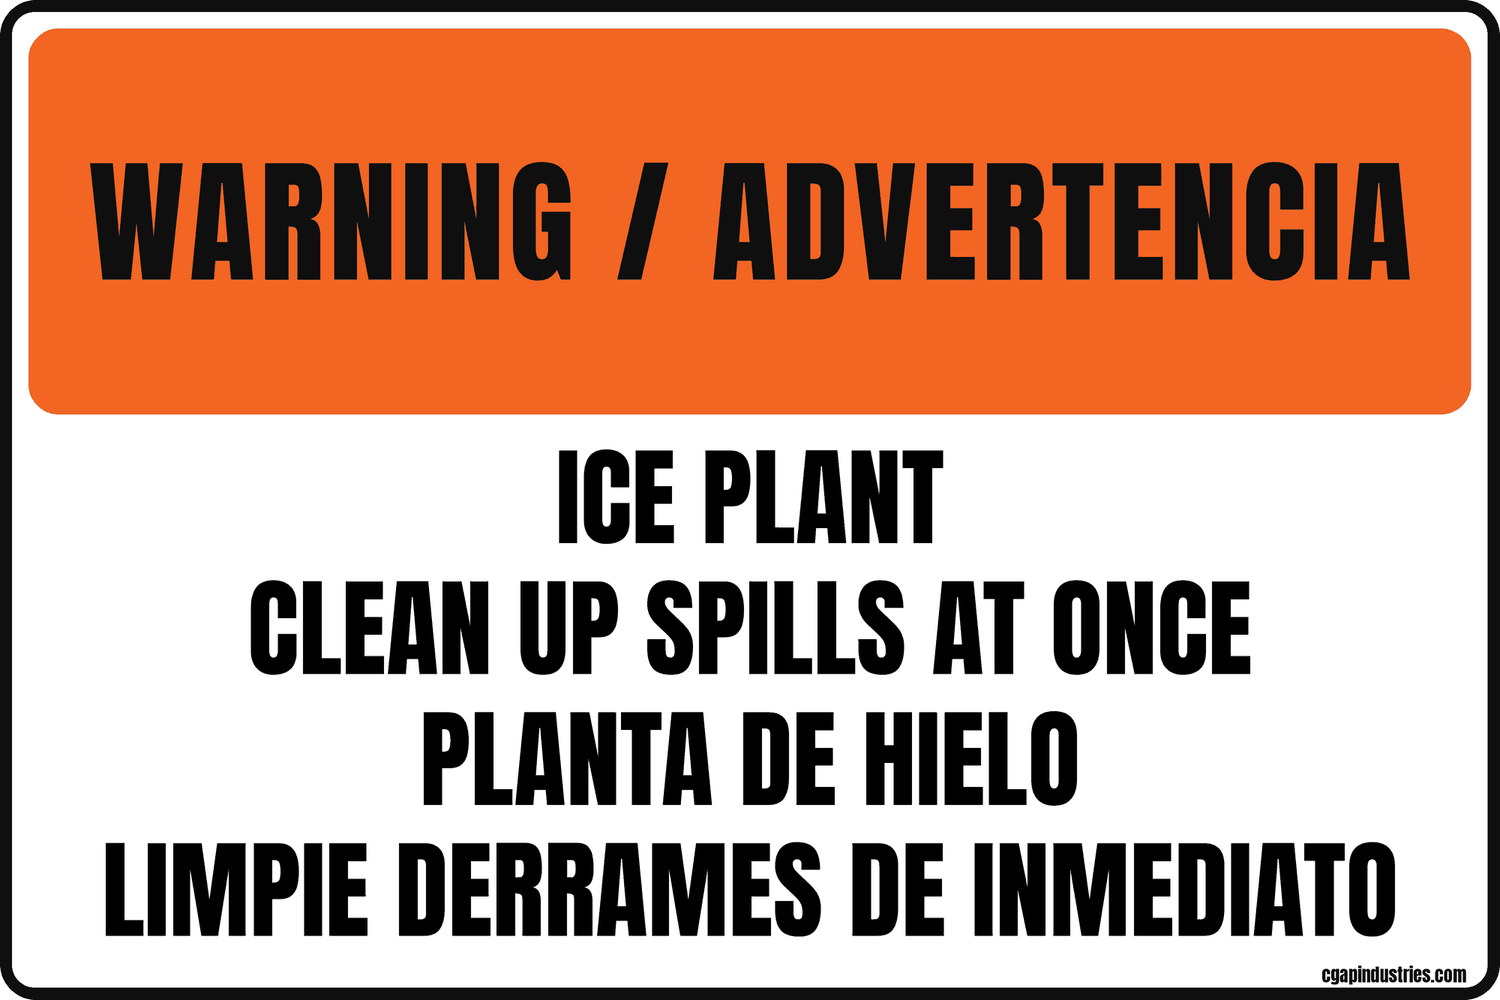 WARNING / ADVERTENCIA
ICE PLANT
CLEAN UP SPILLS AT ONCE
PLANTA DE HIELO
LIMPIE DERRAMES DE INMEDIATO
cgapindustries.com